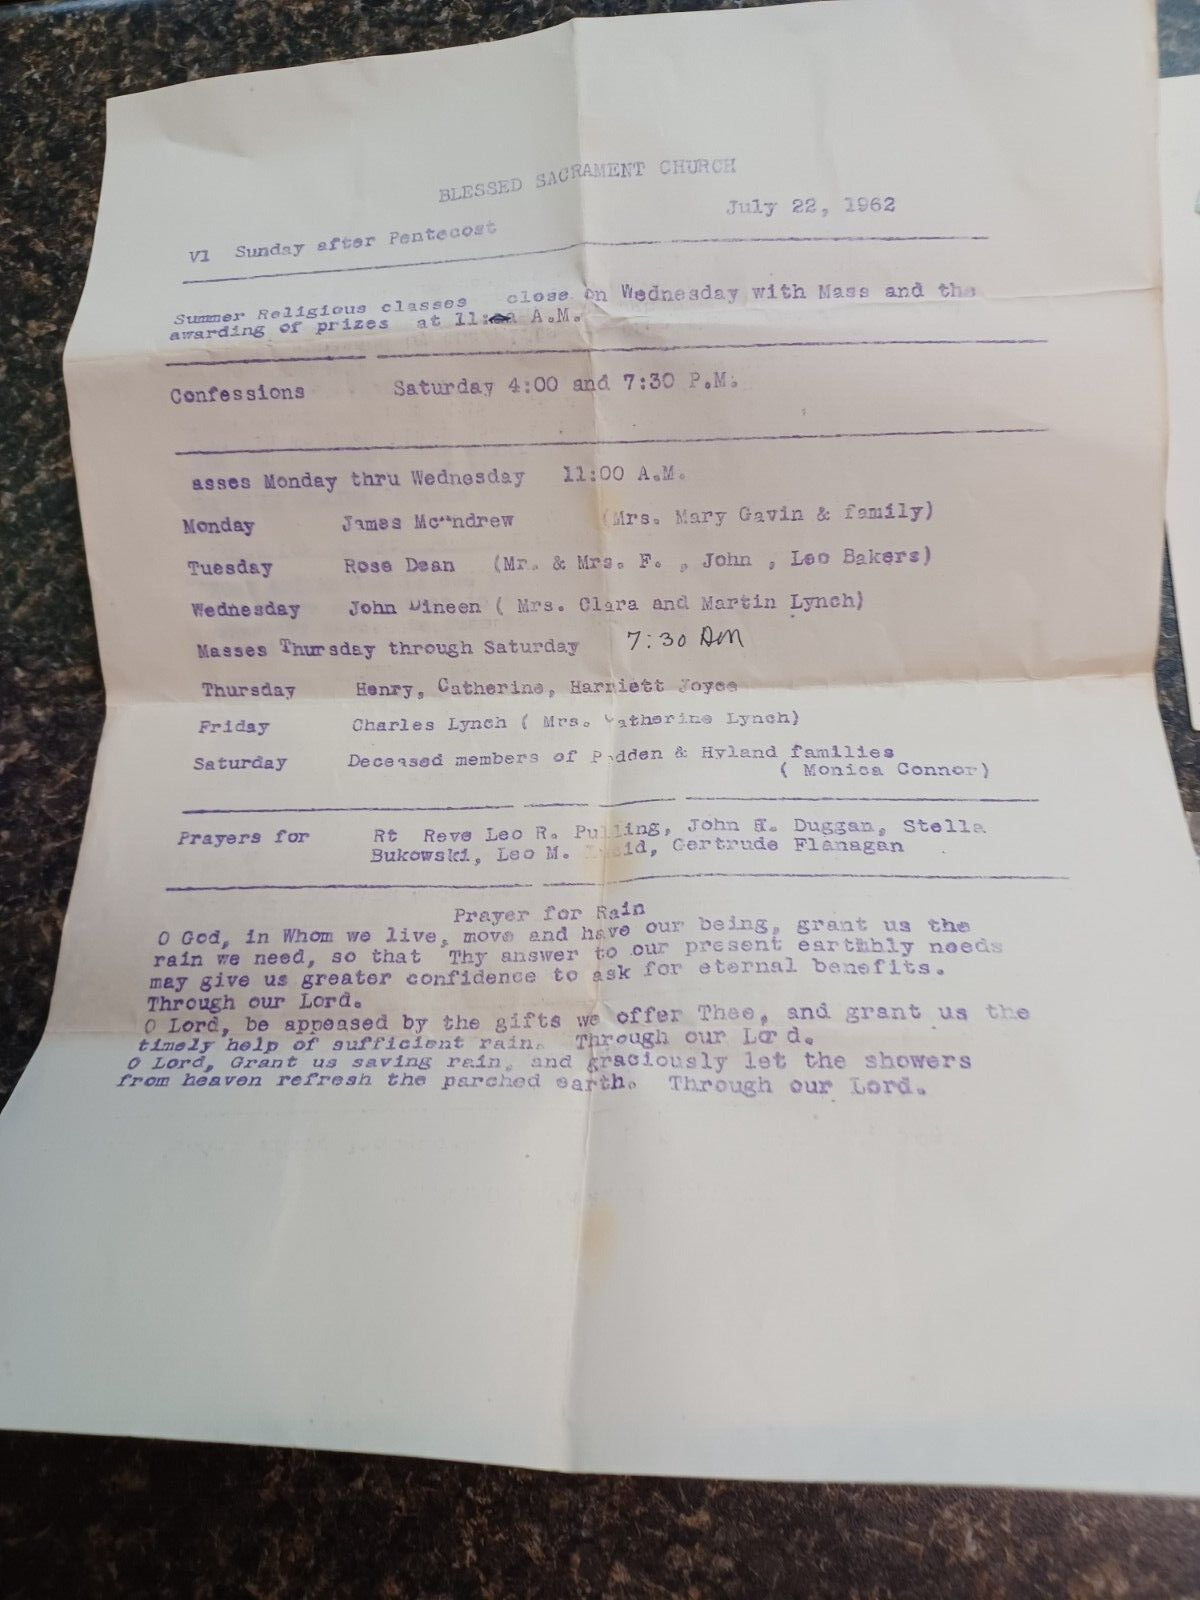 BLESSED SACRAMENT CHURCH
July 22, 1962
V1 Sunday after Pentecost
Summer Religious classes close on Wednesday with Mass and the
awarding of prizes at 11: A.M.
Confessions Saturday 4:00 and 7:30 P.M.
asses Monday thru Wednesday 11:00 A.M.
Monday James Mc^ndrew (Mrs. Mary Gavin & family)
Tuesday Rose Dean (Mr. & Mrs. F. , John , Leo Bakers)
Wednesday John Dineen ( Mrs. Clara and Martin Lynch)
Masses Thursday through Saturday 7:30 AM
Thursday Henry, Catherine, Harriett Joyce
Friday Charles Lynch ( Mrs. Catherine Lynch)
Saturday Deceased members of & Hyland families
( Monica Connor)
Prayers for Rt Reve Leo R. Pulling, John H. Duggan, Stella
Bukowski, Leo M. Gertrude Flanagan
Prayer for Rain
O God, in Whom we live, move and have our being, grant us the
rain we need, so that Thy answer to our present earthbly needs
may give us greater confidence to ask for eternal benefits.
Through our Lord.
O Lord, be appeased by the gifts we offer Thee, and grant us the
timely help of sufficient rain. Through our Lord.
O Lord, Grant us saving rain, and graciously let the showers
from heaven refresh the parched earth. Through our Lord.